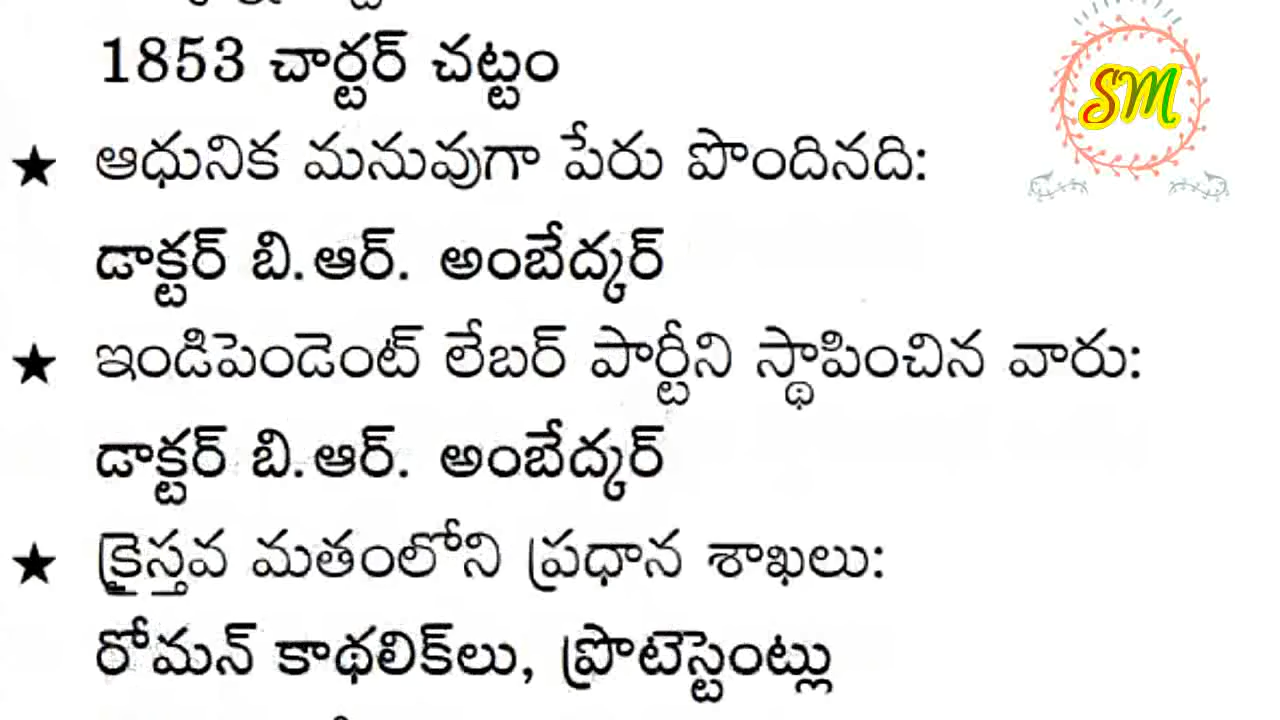 1853 చార్టర్ చట్టం
SM
★ ఆధునిక మనువుగా పేరు పొందినది:
డాక్టర్ బి.ఆర్. అంబేద్కర్
★ ఇండిపెండెంట్ లేబర్ పార్టీని స్థాపించిన వారు:
డాక్టర్ బి.ఆర్. అంబేద్కర్
★ క్రైస్తవ మతంలోని ప్రధాన శాఖలు:
రోమన్ కాథలిక్‌లు, ప్రొటెస్టెంట్లు